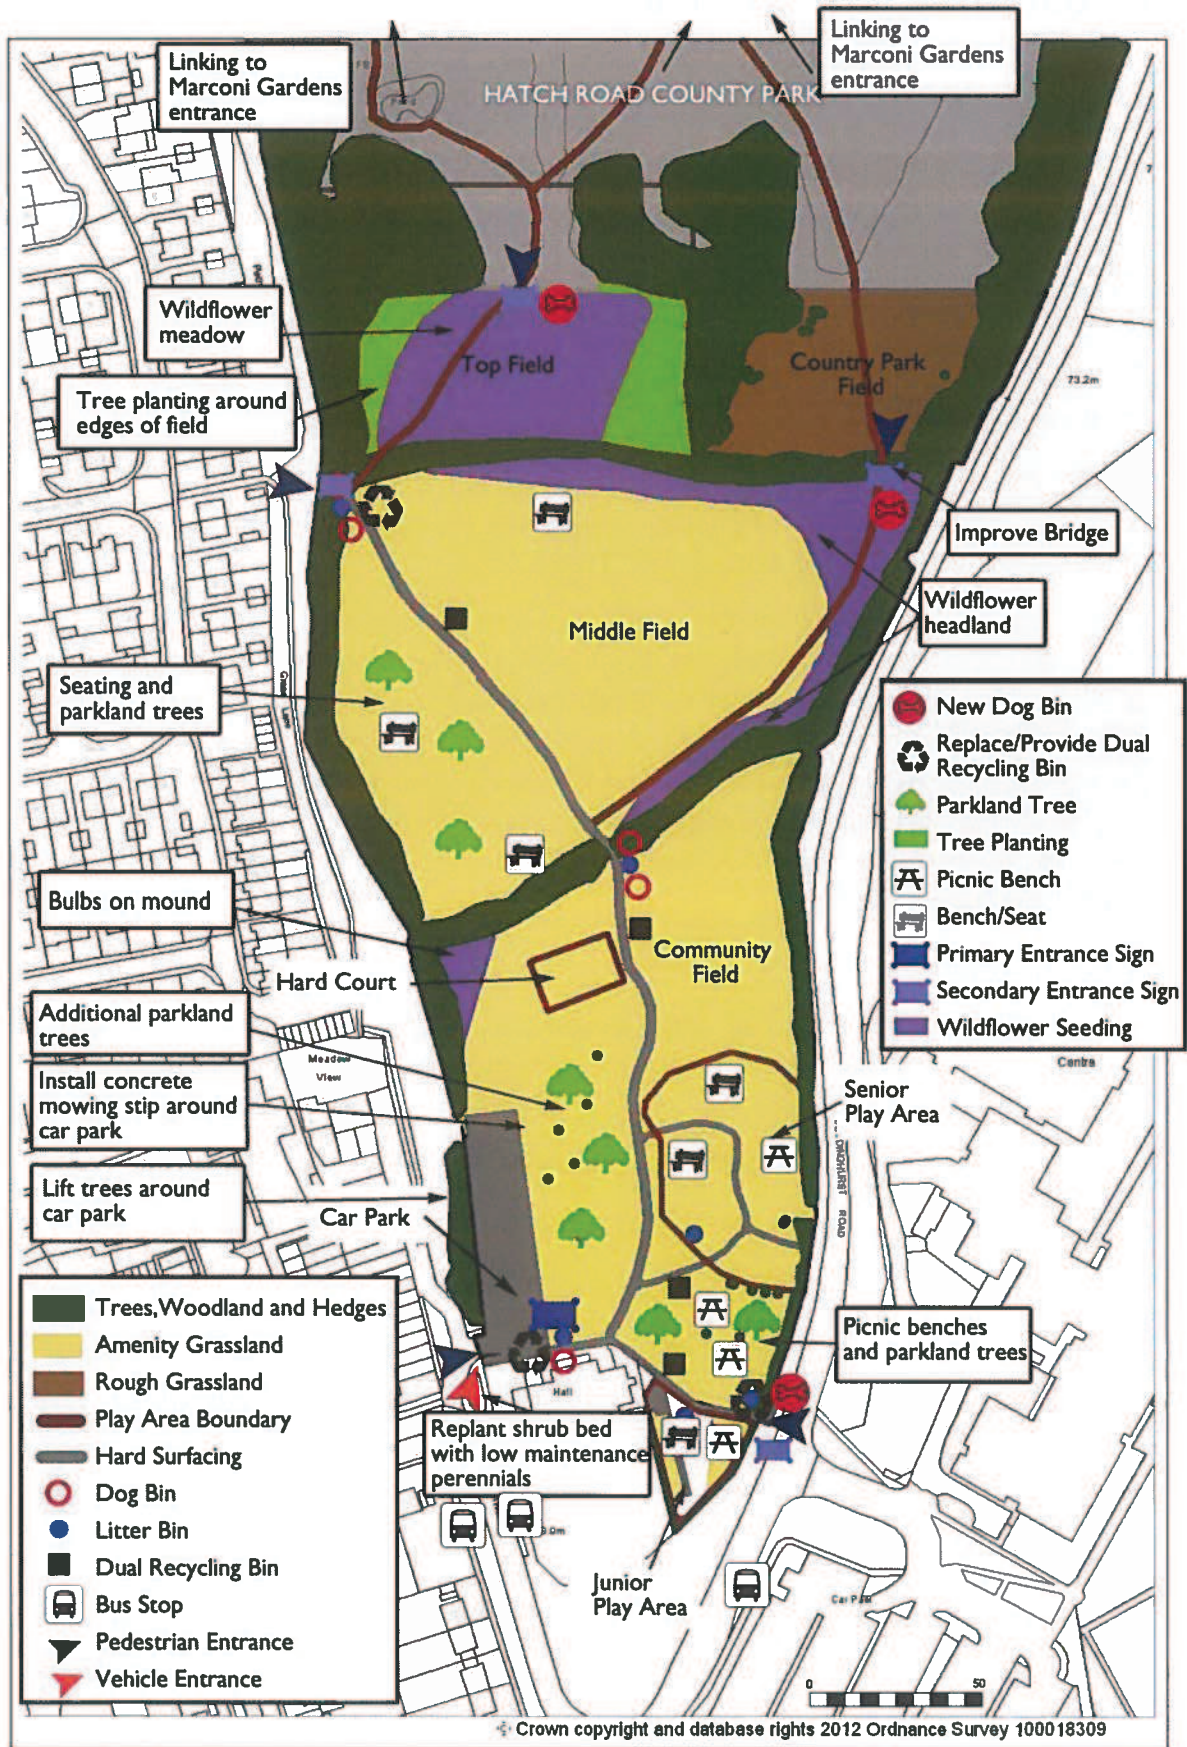 Linking to
Marconi Gardens
entrance
Linking to
Marconi Gardens
entrance
HATCH ROAD COUNTY PARK
Wildflower
meadow
Top Field
Country Park
Field
73.2m
Tree planting around
edges of field
Improve Bridge
Wildflower
headland
Middle Field
Seating and
parkland trees
New Dog Bin
Replace/Provide Dual
Recycling Bin
Parkland Tree
Tree Planting
Picnic Bench
Bench/Seat
Primary Entrance Sign
Secondary Entrance Sign
Wildflower Seeding
Bulbs on mound
Community
Field
Hard Court
Additional parkland
trees
Meadow
View
Centre
Install concrete
mowing stip around
car park
Senior
Play Area
Lift trees around
car park
Car Park
ROAD
Trees,Woodland and Hedges
Amenity Grassland
Rough Grassland
Play Area Boundary
Hard Surfacing
Dog Bin
Litter Bin
Dual Recycling Bin
Bus Stop
Pedestrian Entrance
Vehicle Entrance
Picnic benches
and parkland trees
Hall
Replant shrub bed
with low maintenance
perennials
Junior
Play Area
0 50
Crown copyright and database rights 2012 Ordnance Survey 100018309